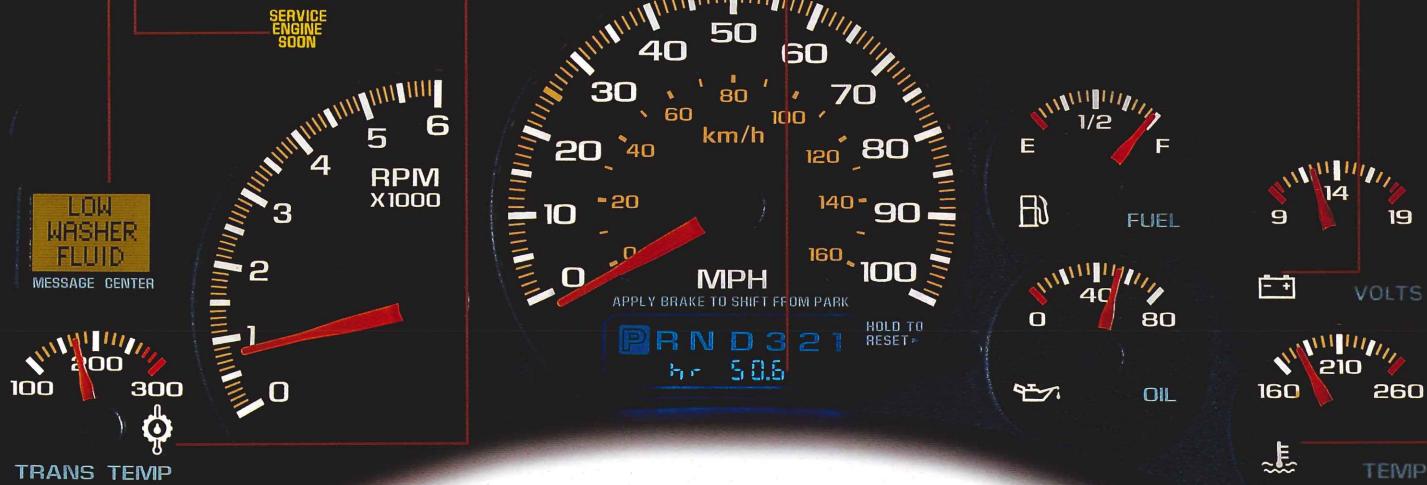 SERVICE
ENGINE
SOON
LOW
WASHER
FLUID
MESSAGE CENTER
100
200
300
TRANS TEMP
0
1
2
3
4
5
6
RPM
X1000
0
10
20
30
40
50
60
70
80
90
100
0
20
40
60
80
100
120
140
160
km/h
MPH
APPLY BRAKE TO SHIFT FROM PARK
P R N D 3 2 1
HOLD TO
RESET
hr 50.6
E 1/2 F
FUEL
0 40 80
OIL
9 14 19
VOLTS
160 210 260
TEMP